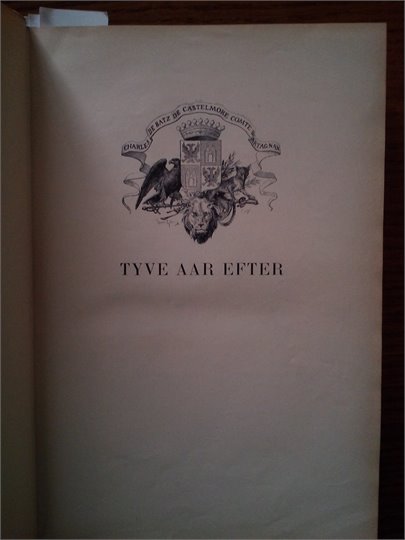 CHARLES DE BATZ DE CASTELMORE COMTE D'ARTAGNAN
TYVE AAR EFTER